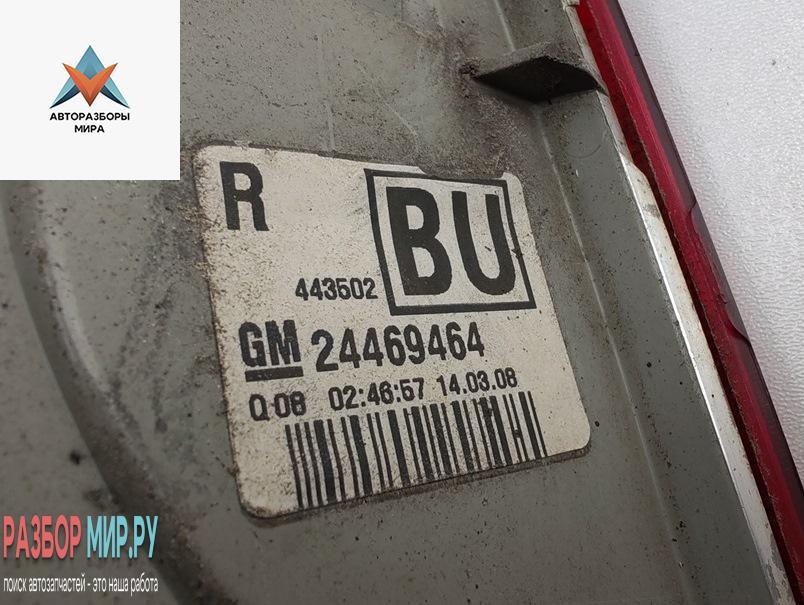 АВТОРАЗБОРЫ
МИРА
R
BU
443502
GM 24469464
Q 08 02:46:57 14.03.08
РАЗБОР МИР.РУ
поиск автозапчастей - это наша работа